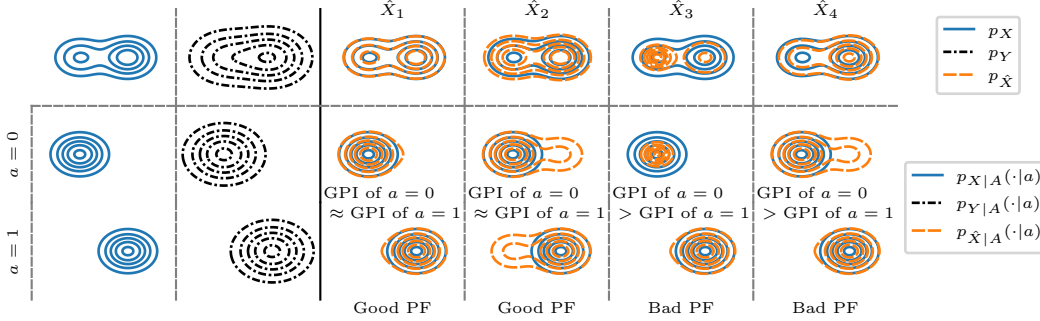 X̂₁ X̂₂ X̂₃ X̂₄
p_X
p_Y
p_X̂
a = 0
GPI of a = 0 GPI of a = 0 GPI of a = 0 GPI of a = 0
≈ GPI of a = 1 ≈ GPI of a = 1 > GPI of a = 1 > GPI of a = 1
p_{X|A}(·|a)
p_{Y|A}(·|a)
p_{X̂|A}(·|a)
a = 1
Good PF Good PF Bad PF Bad PF